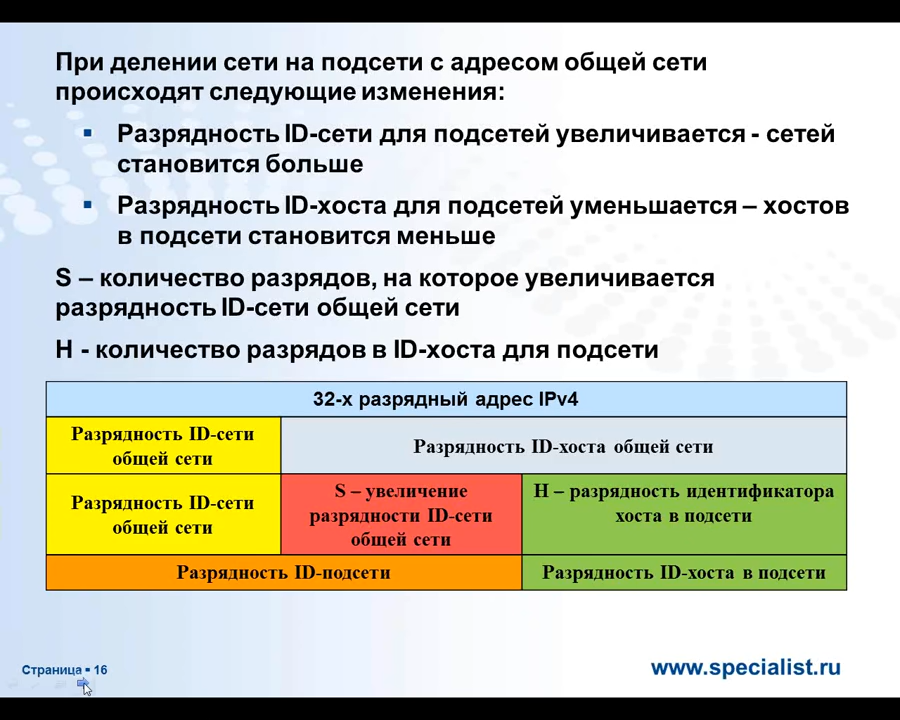 При делении сети на подсети с адресом общей сети
происходят следующие изменения:
▪ Разрядность ID-сети для подсетей увеличивается - сетей
становится больше
▪ Разрядность ID-хоста для подсетей уменьшается – хостов
в подсети становится меньше
S – количество разрядов, на которое увеличивается
разрядность ID-сети общей сети
H - количество разрядов в ID-хоста для подсети
32-х разрядный адрес IPv4
Разрядность ID-сети
общей сети
Разрядность ID-хоста общей сети
Разрядность ID-сети
общей сети
S – увеличение
разрядности ID-сети
общей сети
H – разрядность идентификатора
хоста в подсети
Разрядность ID-подсети
Разрядность ID-хоста в подсети
Страница ▪ 16
www.specialist.ru